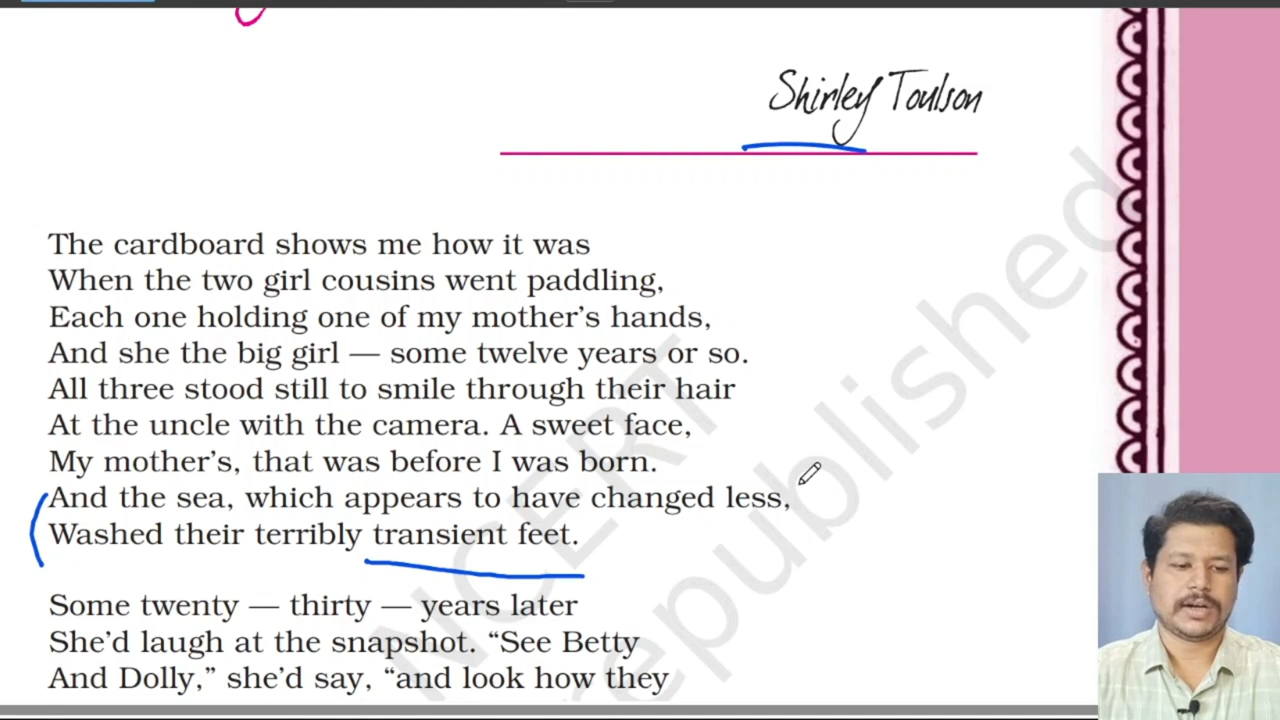 Shirley Toulson
The cardboard shows me how it was
When the two girl cousins went paddling,
Each one holding one of my mother’s hands,
And she the big girl — some twelve years or so.
All three stood still to smile through their hair
At the uncle with the camera. A sweet face,
My mother’s, that was before I was born.
And the sea, which appears to have changed less,
Washed their terribly transient feet.
Some twenty — thirty — years later
She’d laugh at the snapshot. “See Betty
And Dolly,” she’d say, “and look how they
NCERT
republished